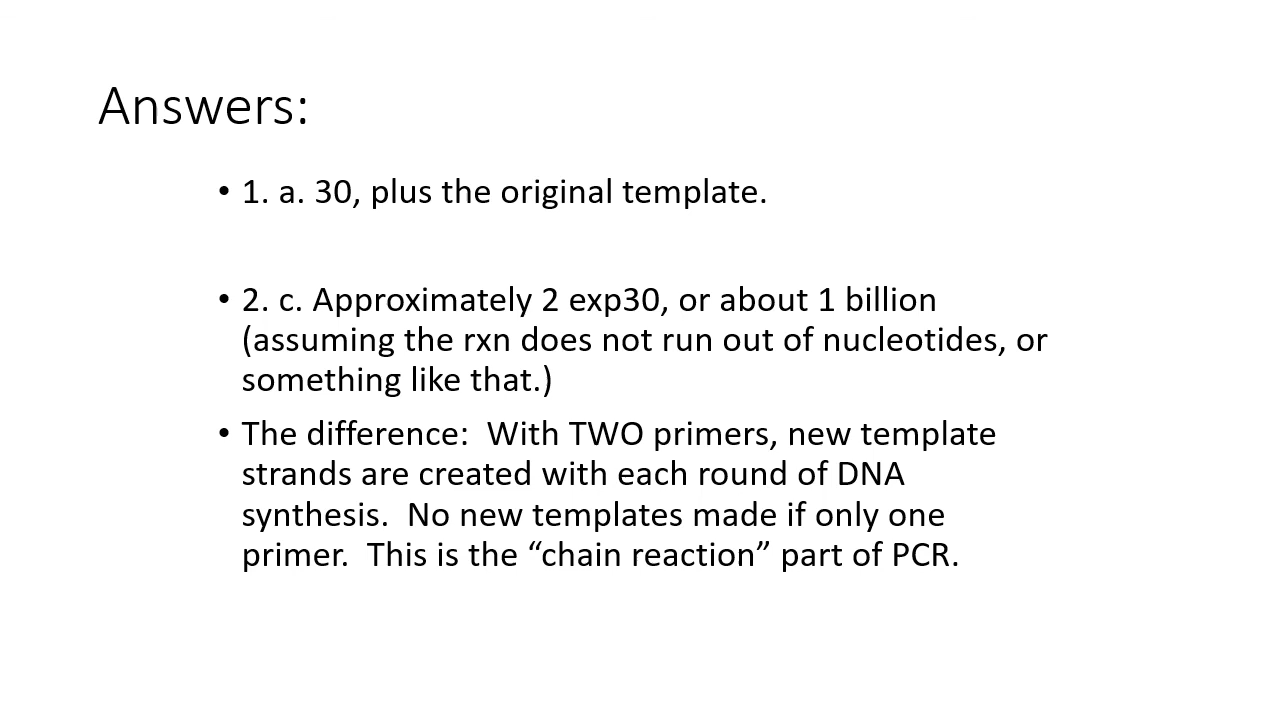 Answers:
• 1. a. 30, plus the original template.
• 2. c. Approximately 2 exp30, or about 1 billion
(assuming the rxn does not run out of nucleotides, or
something like that.)
• The difference:  With TWO primers, new template
strands are created with each round of DNA
synthesis.  No new templates made if only one
primer.  This is the “chain reaction” part of PCR.